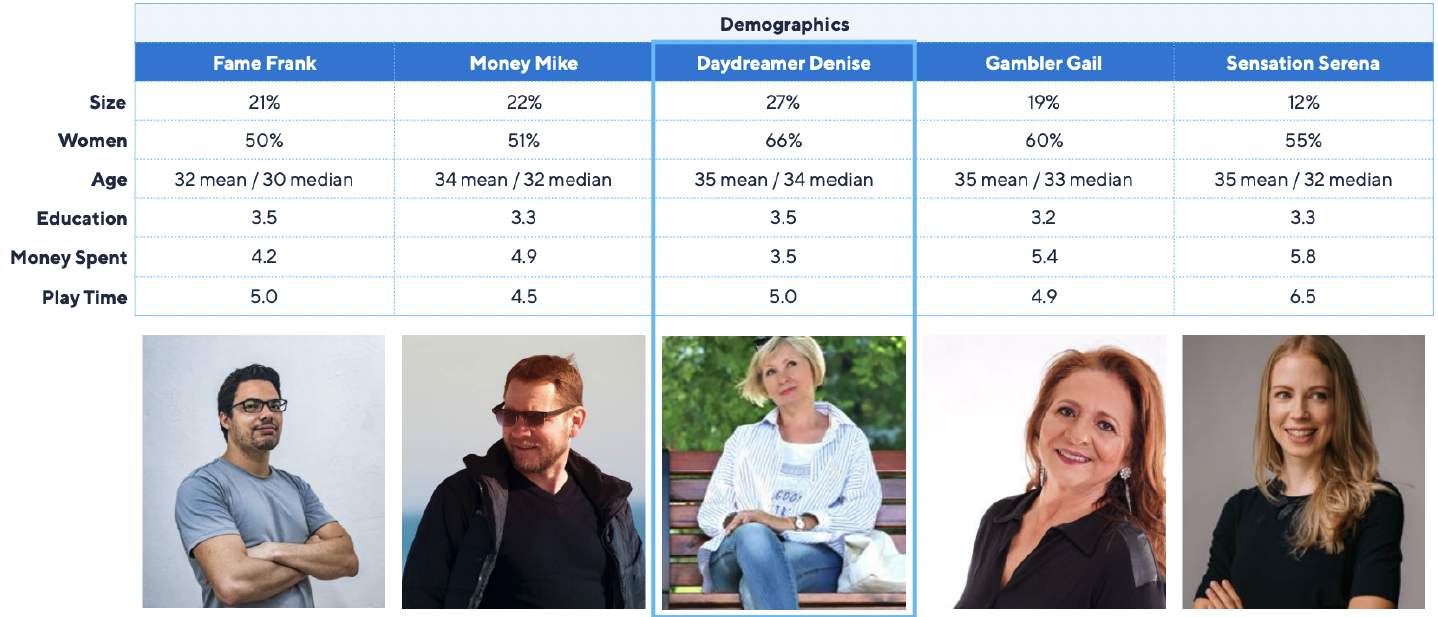 Demographics
Fame Frank Money Mike Daydreamer Denise Gambler Gail Sensation Serena
Size 21% 22% 27% 19% 12%
Women 50% 51% 66% 60% 55%
Age 32 mean / 30 median 34 mean / 32 median 35 mean / 34 median 35 mean / 33 median 35 mean / 32 median
Education 3.5 3.3 3.5 3.2 3.3
Money Spent 4.2 4.9 3.5 5.4 5.8
Play Time 5.0 4.5 5.0 4.9 6.5